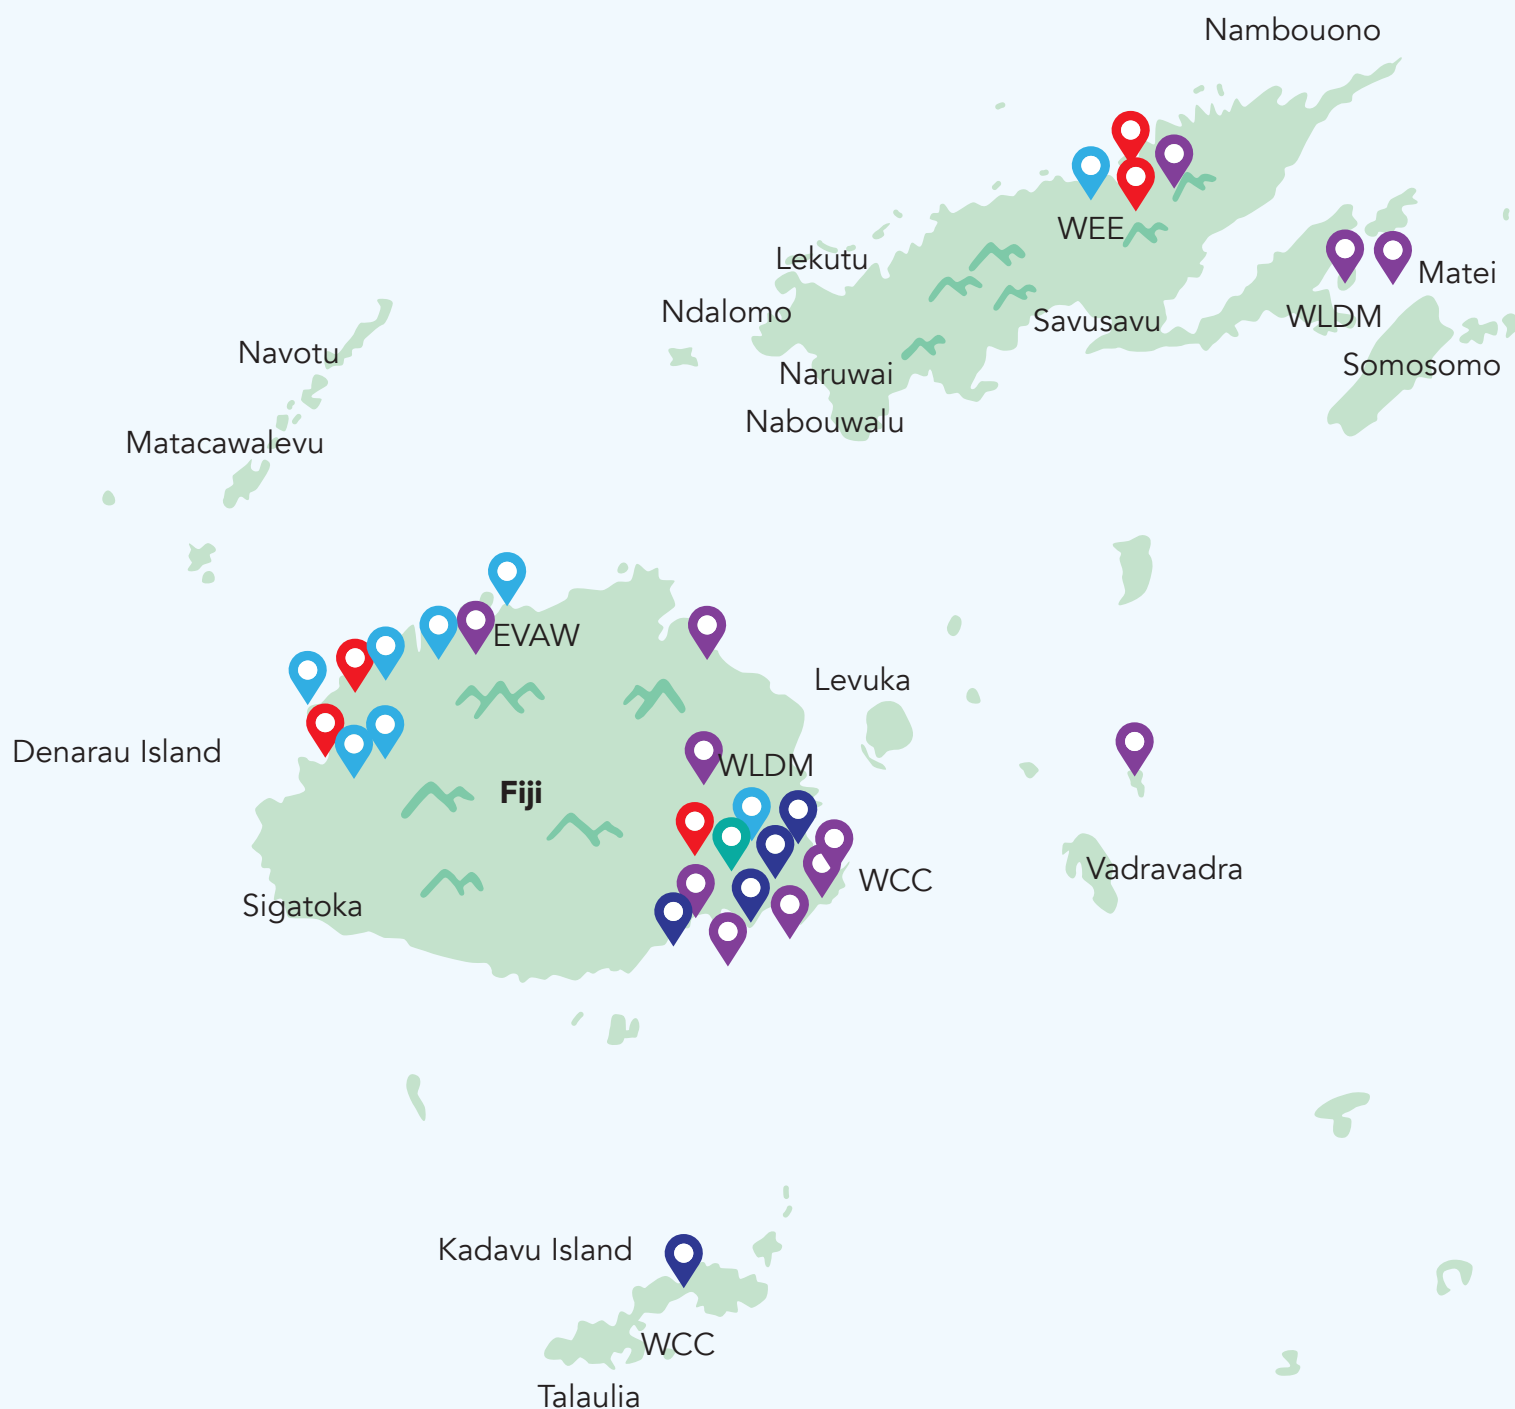 Nambouono
WEE
Lekutu
Matei
Ndalomo
Savusavu
WLDM
Navotu
Somosomo
Naruwai
Nabouwalu
Matacawalevu
EVAW
Levuka
Denarau Island
WLDM
Fiji
Vadravadra
WCC
Sigatoka
Kadavu Island
WCC
Talaulia